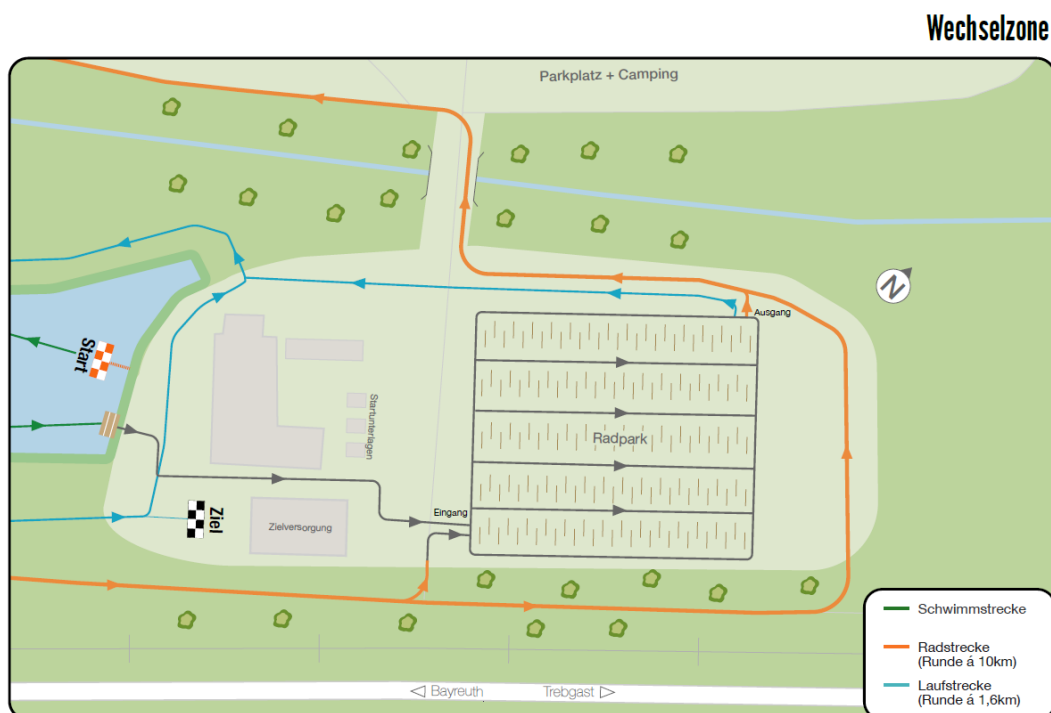 Wechselzone
Parkplatz + Camping
N
Ausgang
Start
Startunterlagen
Radpark
Eingang
Ziel
Zielversorgung
Schwimmstrecke
Radstrecke
(Runde á 10km)
Laufstrecke
(Runde á 1,6km)
Bayreuth
Trebgast